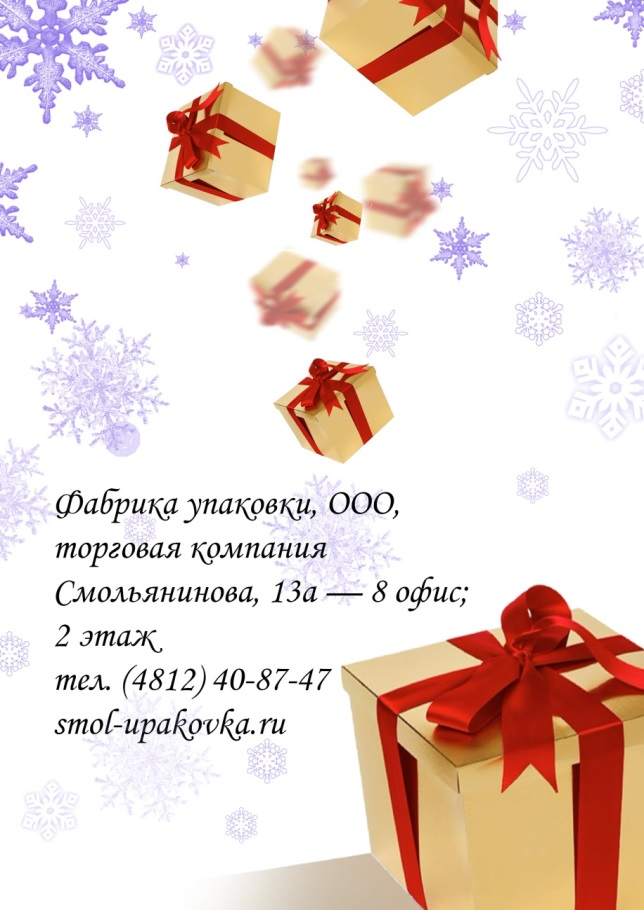 Фабрика упаковки, ООО,
торговая компания
Смольянинова, 13а — 8 офис;
2 этаж
тел. (4812) 40-87-47
smol-upakovka.ru